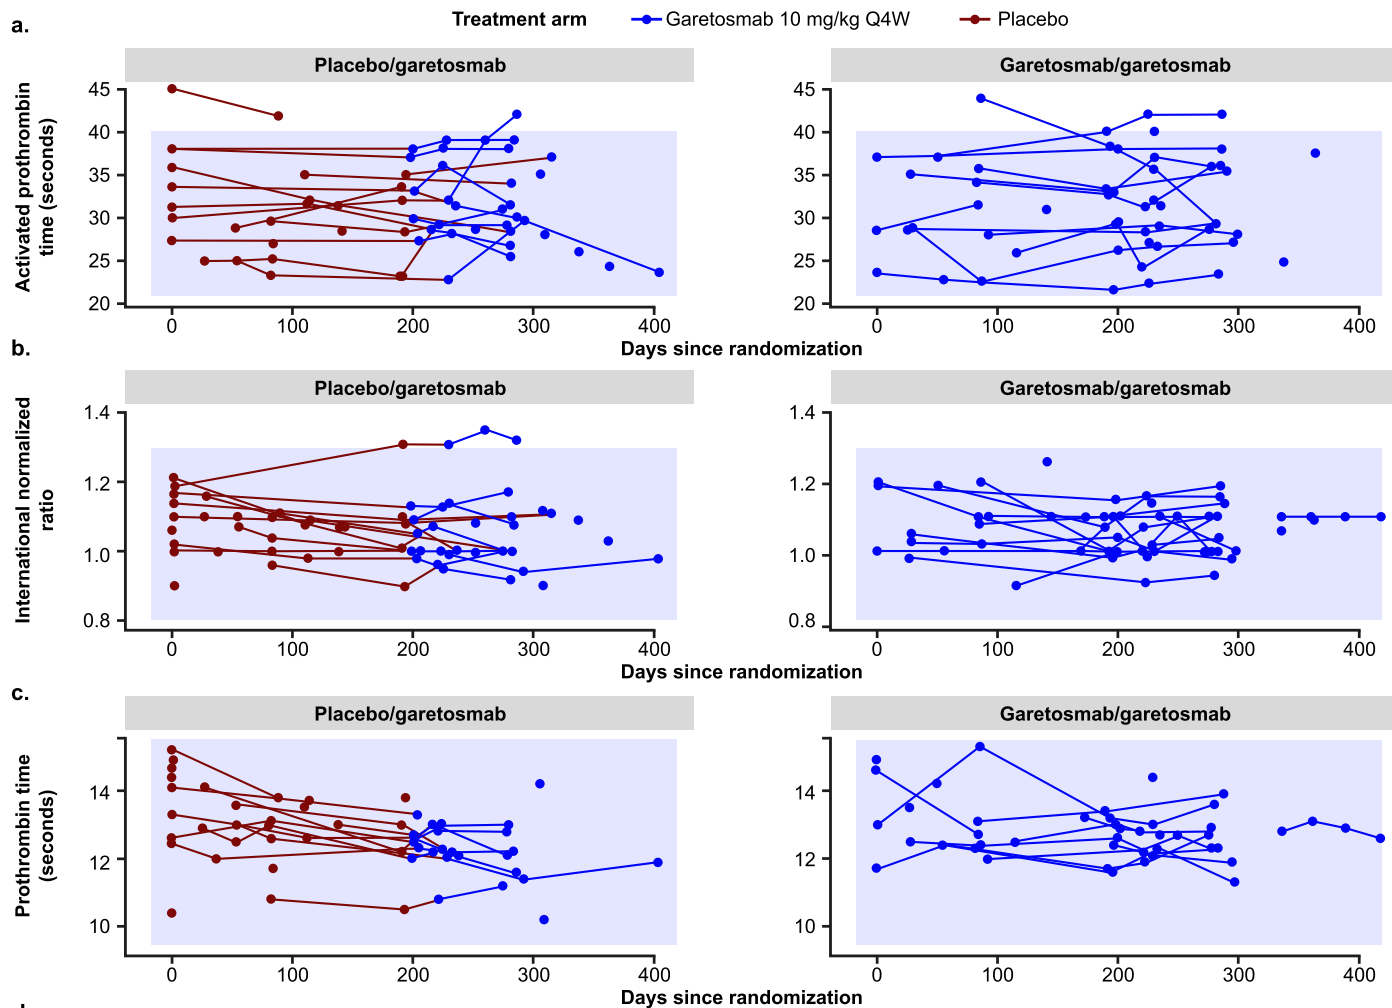 a.
Treatment arm Garetosmab 10 mg/kg Q4W Placebo
Placebo/garetosmab Garetosmab/garetosmab
Activated prothrombin
time (seconds)
45 45
40 40
35 35
30 30
25 25
20 20
0 100 200 300 400 0 100 200 300 400
Days since randomization
b.
Placebo/garetosmab Garetosmab/garetosmab
International normalized
ratio
1.4 1.4
1.2 1.2
1.0 1.0
0.8 0.8
0 100 200 300 400 0 100 200 300 400
Days since randomization
c.
Placebo/garetosmab Garetosmab/garetosmab
Prothrombin time
(seconds)
14 14
12 12
10 10
0 100 200 300 400 0 100 200 300 400
Days since randomization